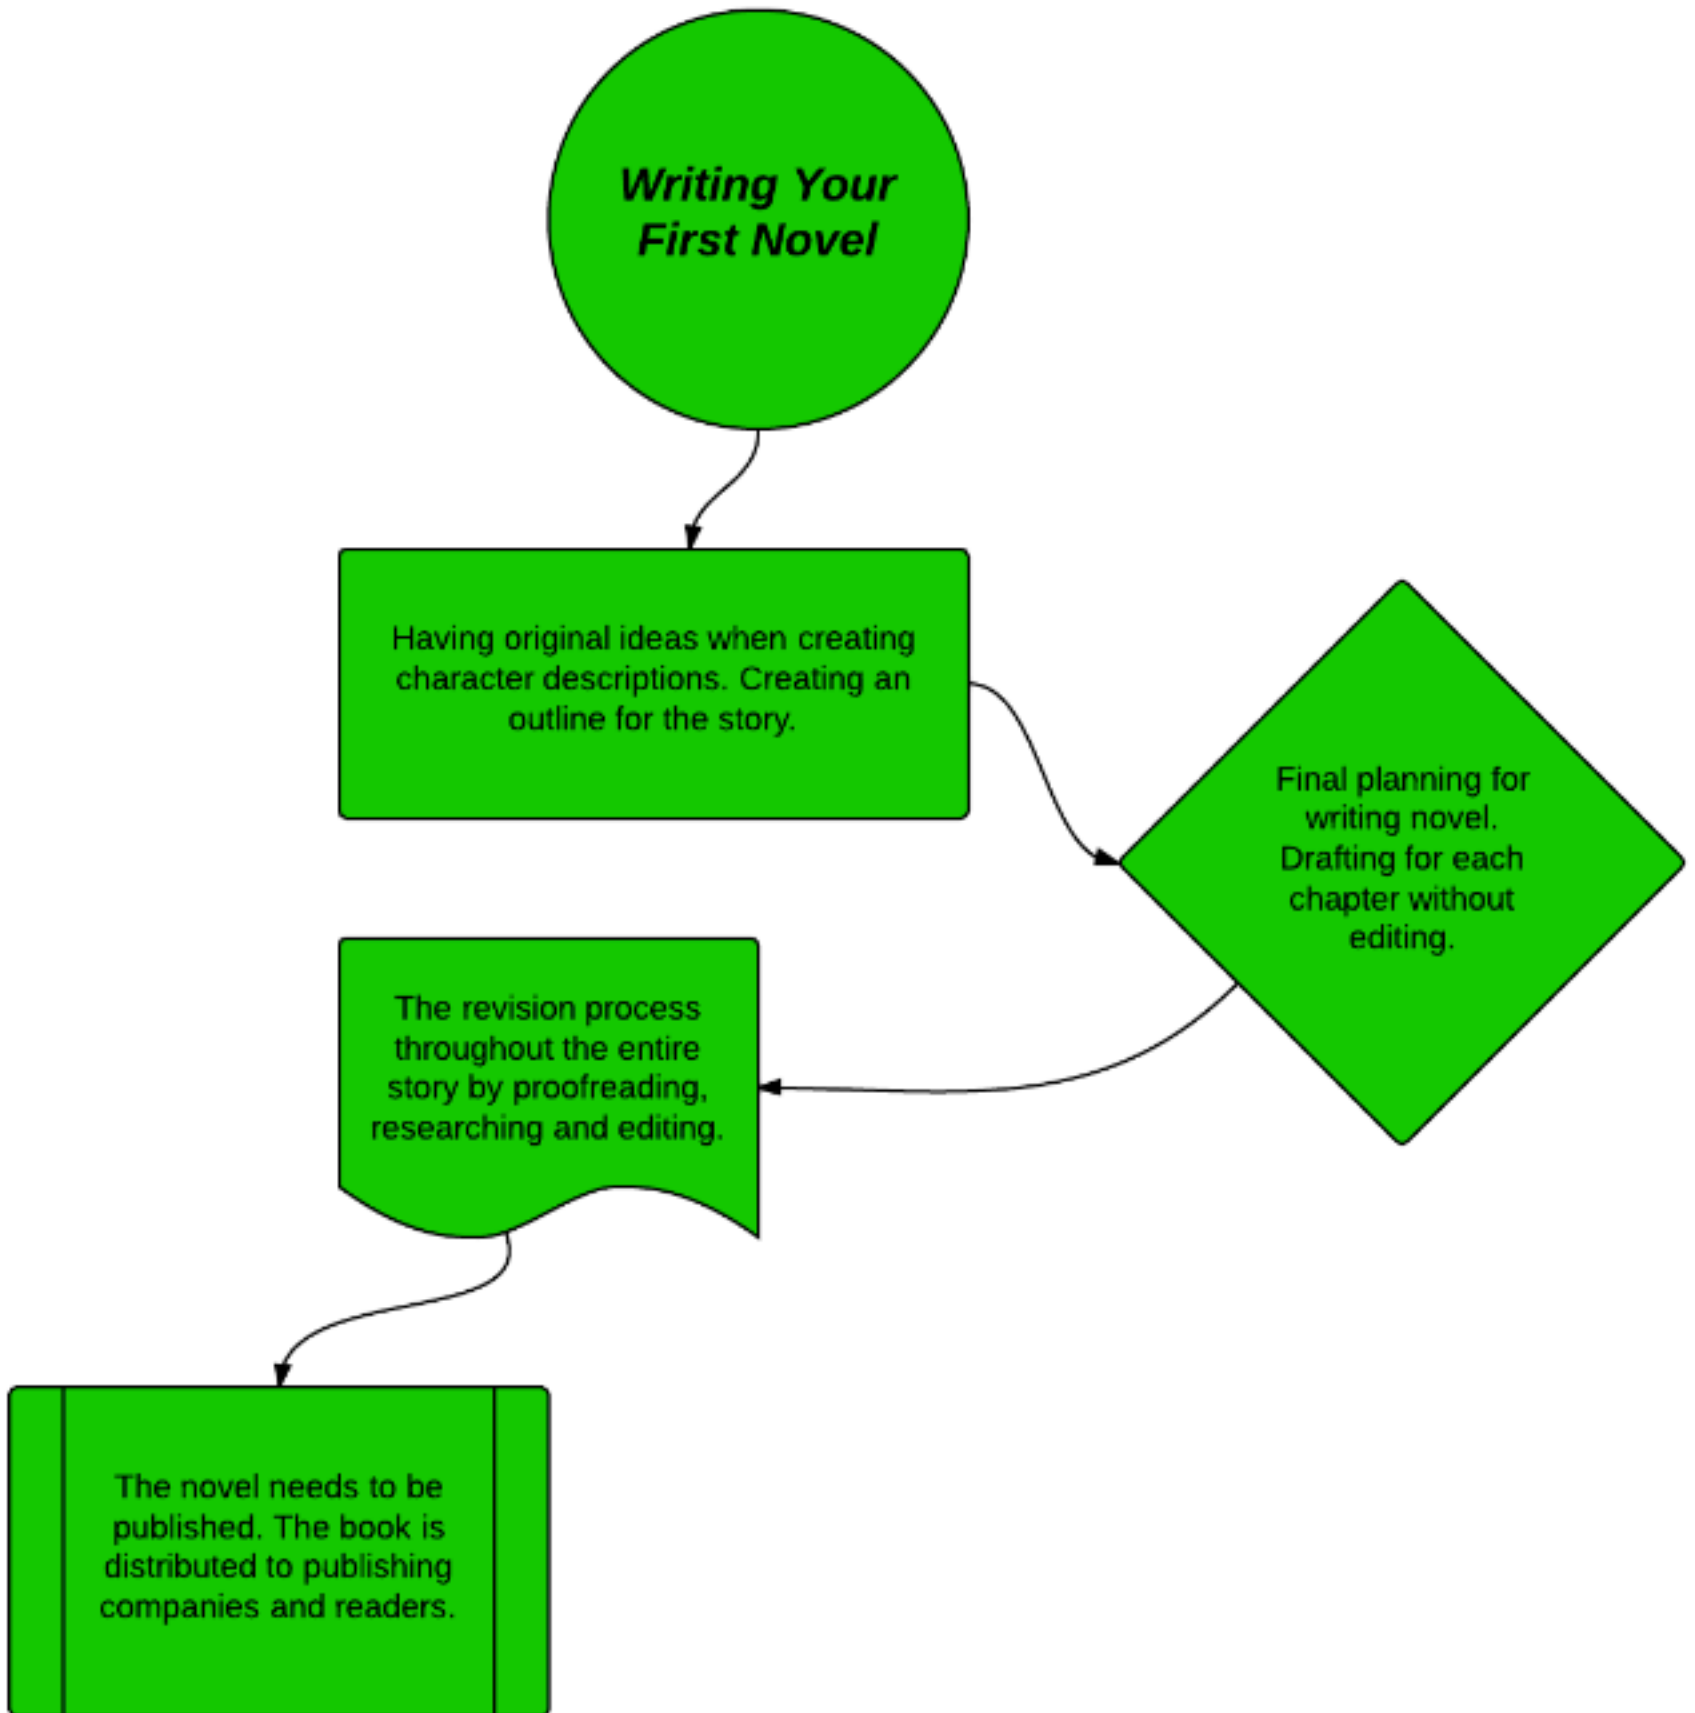 Writing Your
First Novel
Having original ideas when creating
character descriptions. Creating an
outline for the story.
Final planning for
writing novel.
Drafting for each
chapter without
editing.
The revision process
throughout the entire
story by proofreading,
researching and editing.
The novel needs to be
published. The book is
distributed to publishing
companies and readers.